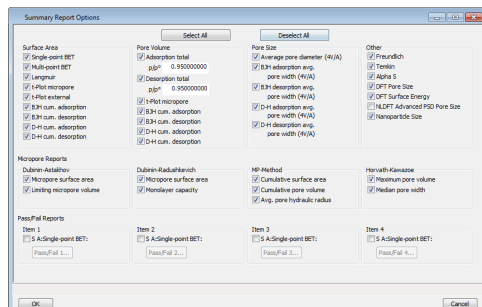 Summary Report Options
Select All
Deselect All
Surface Area
Single-point BET
Multi-point BET
Langmuir
t-Plot micropore
t-Plot external
BJH cum. adsorption
BJH cum. desorption
D-H cum. adsorption
D-H cum. desorption
Pore Volume
Adsorption total
p/p° 0.950000000
Desorption total
p/p° 0.950000000
t-Plot micropore
BJH cum. adsorption
BJH cum. desorption
D-H cum. adsorption
D-H cum. desorption
Pore Size
Average pore diameter (4V/A)
BJH adsorption avg.
pore width (4V/A)
BJH desorption avg.
pore width (4V/A)
D-H adsorption avg.
pore width (4V/A)
D-H desorption avg.
pore width (4V/A)
Other
Freundlich
Temkin
Alpha S
DFT Pore Size
DFT Surface Energy
NLDFT Advanced PSD Pore Size
Nanoparticle Size
Micropore Reports
Dubinin-Astakhov
Micropore surface area
Limiting micropore volume
Dubinin-Radushkevich
Micropore surface area
Monolayer capacity
MP-Method
Cumulative surface area
Cumulative pore volume
Avg. pore hydraulic radius
Horvath-Kawazoe
Maximum pore volume
Median pore width
Pass/Fail Reports
Item 1
S A:Single-point BET:
Pass/Fail 1...
Item 2
S A:Single-point BET:
Pass/Fail 2...
Item 3
S A:Single-point BET:
Pass/Fail 3...
Item 4
S A:Single-point BET:
Pass/Fail 4...
OK
Cancel